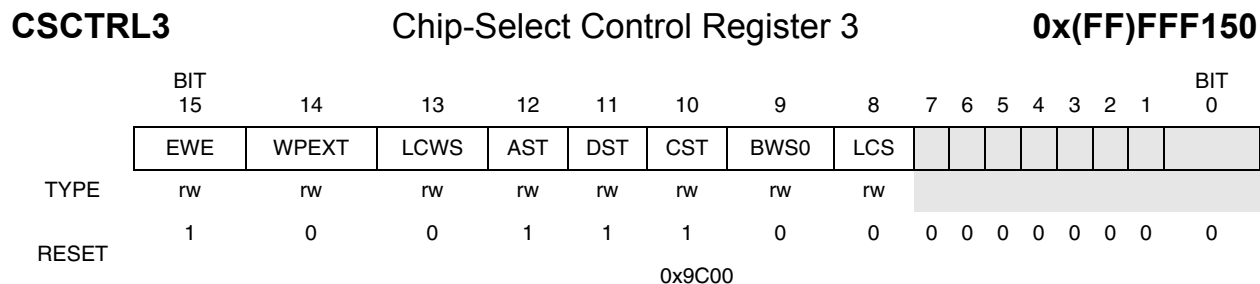 CSCTRL3 Chip-Select Control Register 3 0x(FF)FFF150
BIT BIT
15 14 13 12 11 10 9 8 7 6 5 4 3 2 1 0
EWE WPEXT LCWS AST DST CST BWS0 LCS
TYPE rw rw rw rw rw rw rw rw
RESET 1 0 0 1 1 1 0 0 0 0 0 0 0 0 0 0
0x9C00